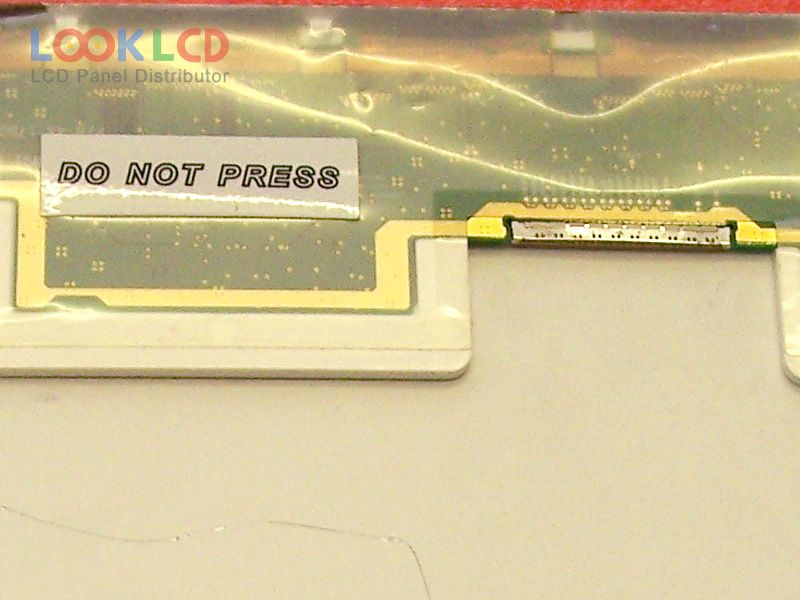 LOOKLCD
LCD Panel Distributor
DO NOT PRESS